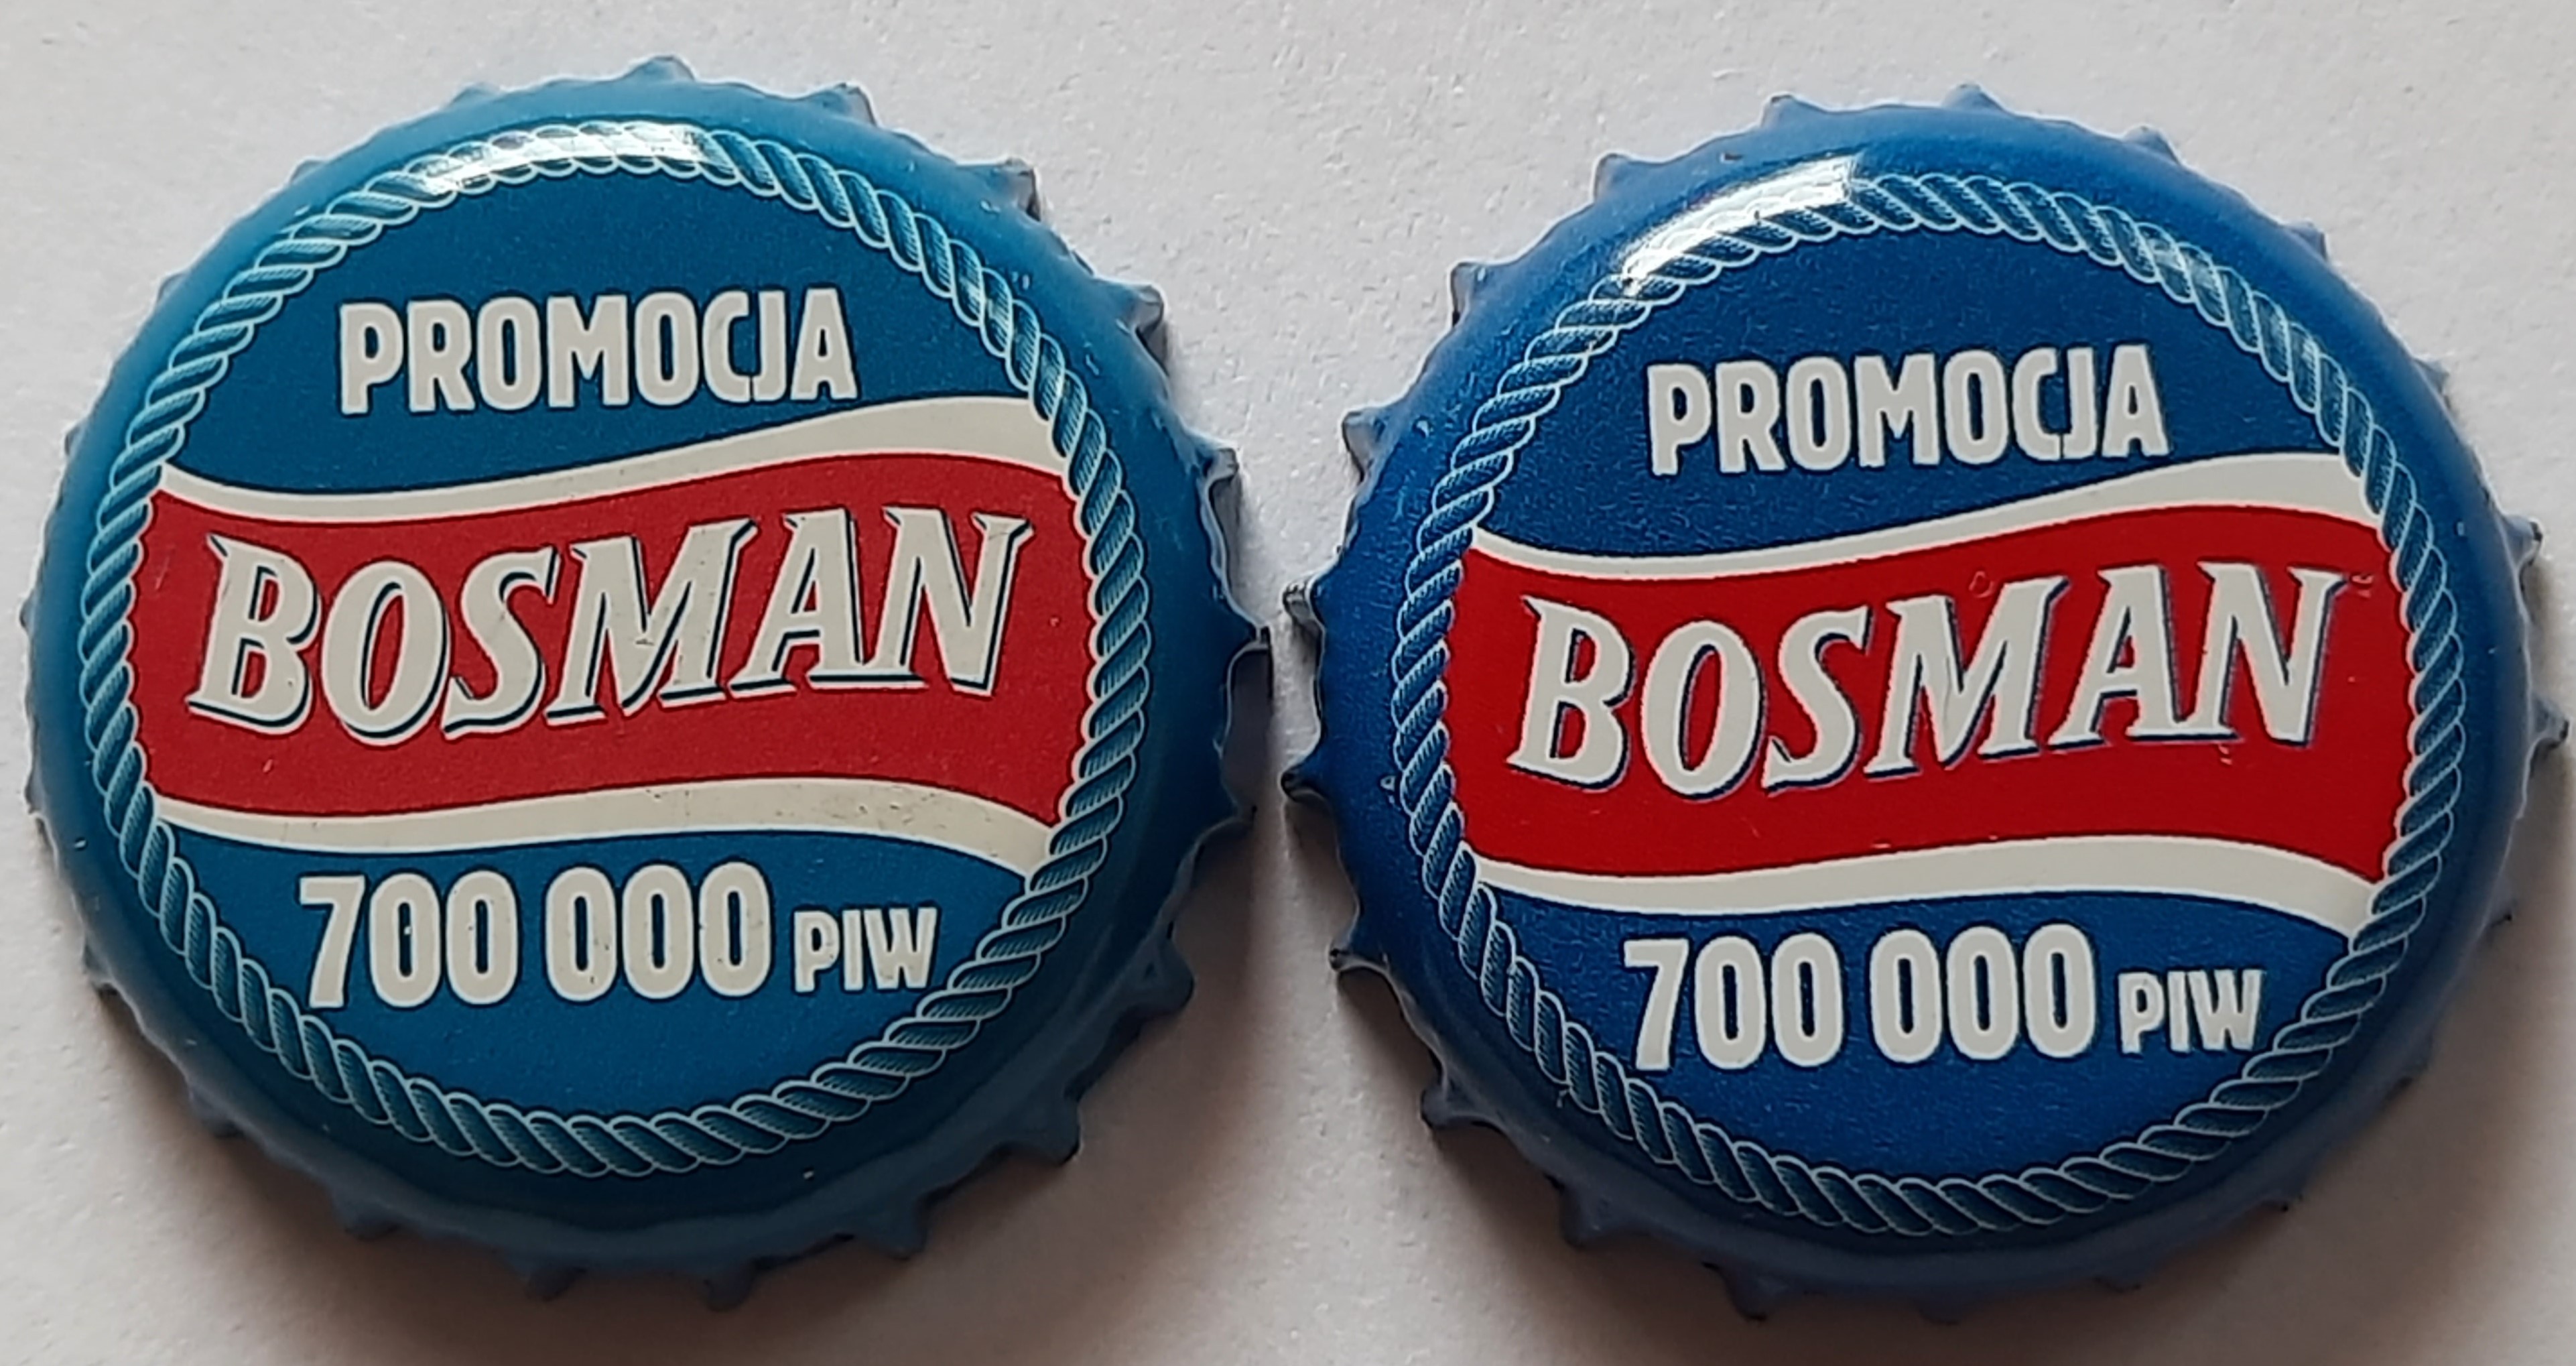 PROMOCJA
BOSMAN
700 000 PIW
PROMOCJA
BOSMAN
700 000 PIW